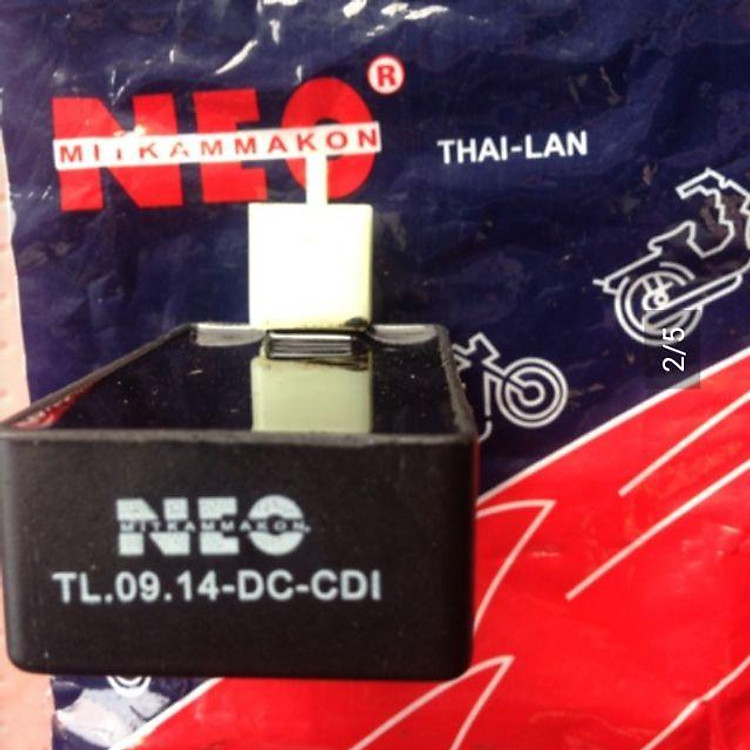 NEO®
MITKAMMAKON
THAI-LAN
2/5
NEO
MITKAMMAKON
TL.09.14-DC-CDI